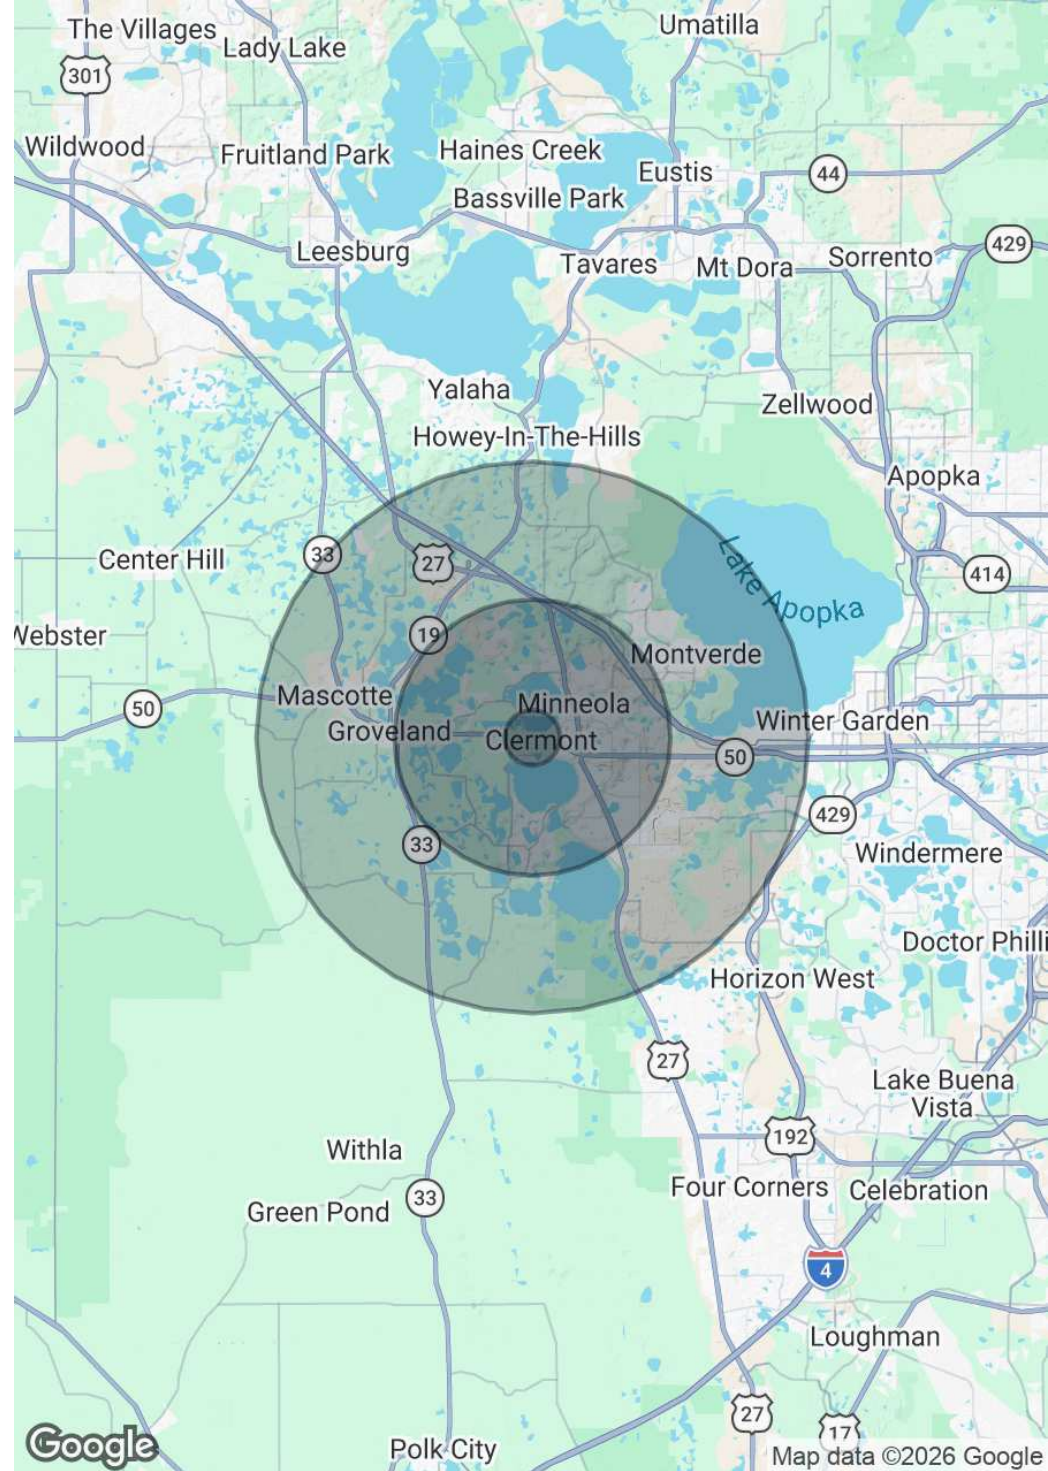 Umatilla
The Villages
Lady Lake
301
Wildwood
Fruitland Park
Haines Creek
Eustis
44
Bassville Park
429
Leesburg
Tavares
Mt Dora
Sorrento
Yalaha
Zellwood
Howey-In-The-Hills
Apopka
Center Hill
33
27
Lake Apopka
414
Webster
19
Montverde
Mascotte
Minneola
50
Groveland
Clermont
Winter Garden
50
429
33
Windermere
Doctor Philli
Horizon West
27
Lake Buena
Vista
192
Withla
Four Corners
Celebration
33
Green Pond
4
Loughman
27
17
Google
Polk City
Map data ©2026 Google